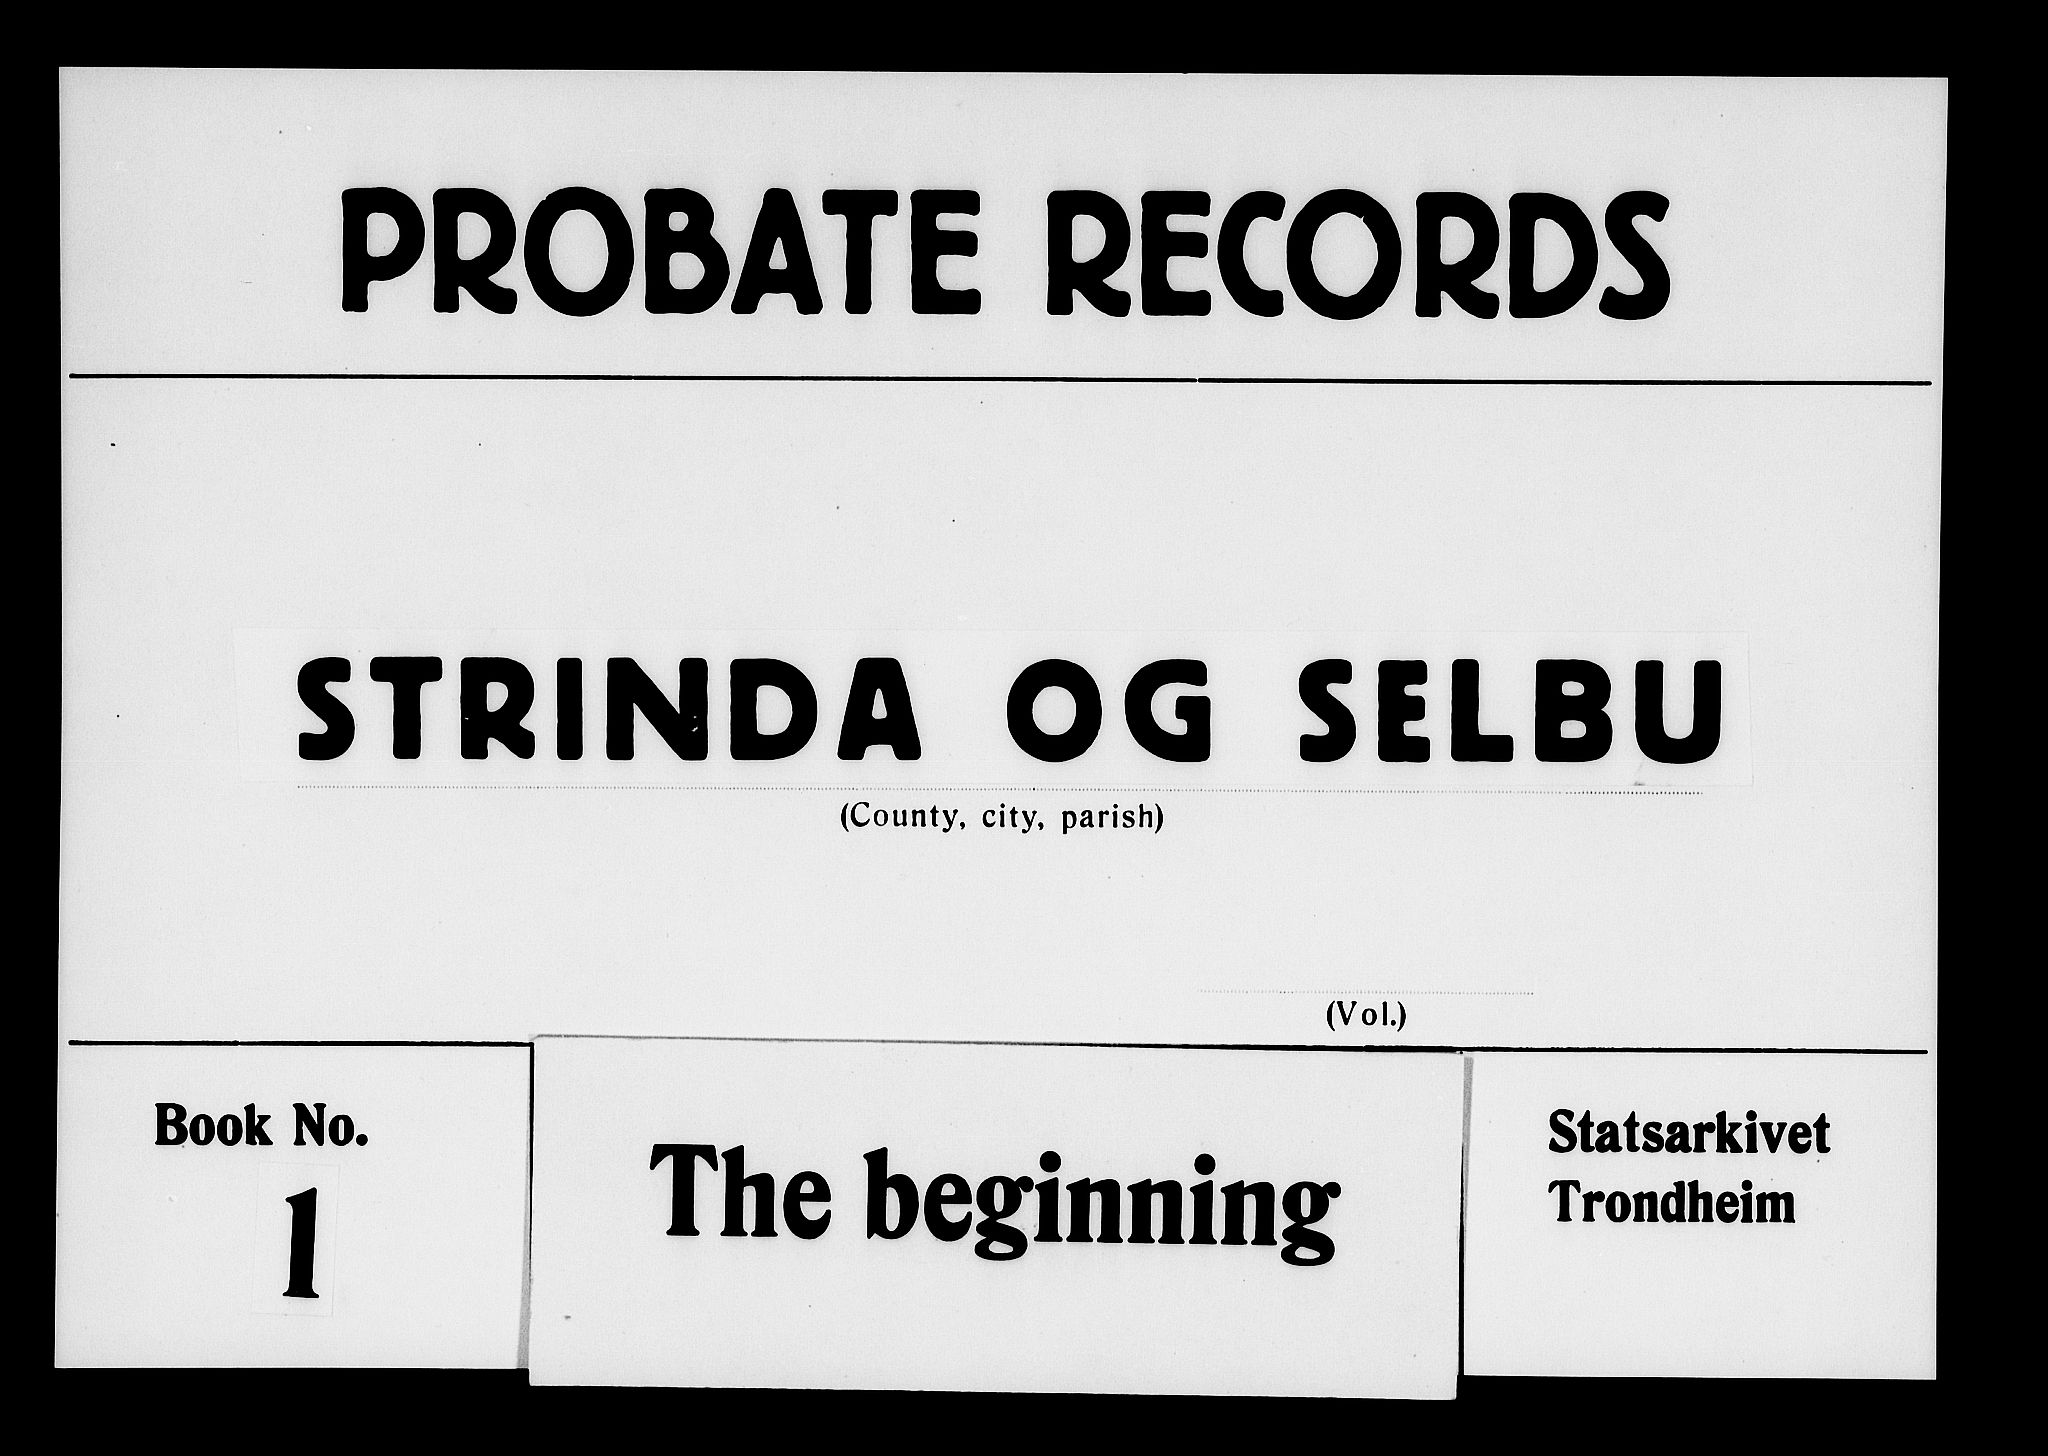 PROBATE RECORDS
STRINDA OG SELBU
(County, city, parish)
(Vol.)
Book No.
1
The beginning
Statsarkivet
Trondheim